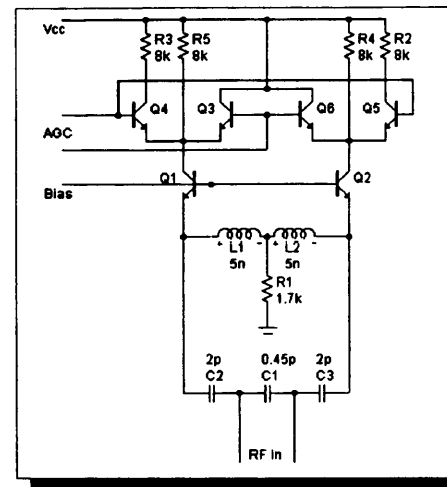 Vcc
R3
8k
R5
8k
R4
8k
R2
8k
Q4
Q3
Q6
Q5
AGC
Q1
Q2
Bias
+ L1 -
5n
+ L2 -
5n
R1
1.7k
2p
C2
0.45p
C1
2p
C3
RF In